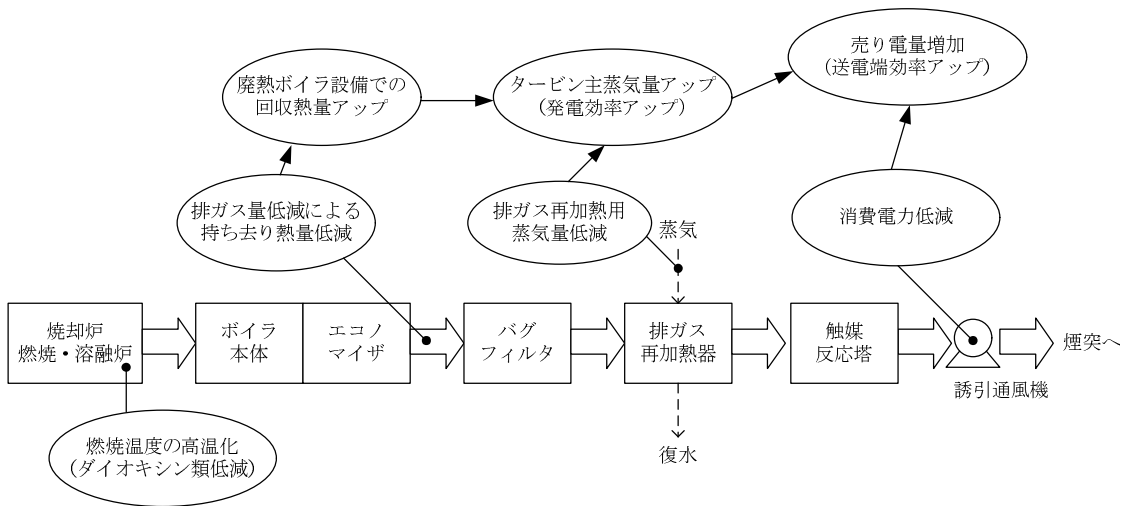 売り電量増加
(送電端効率アップ)
廃熱ボイラ設備での
回収熱量アップ
タービン主蒸気量アップ
(発電効率アップ)
排ガス量低減による
持ち去り熱量低減
排ガス再加熱用
蒸気量低減
消費電力低減
蒸気
焼却炉
燃焼・溶融炉
ボイラ
本体
エコノ
マイザ
バグ
フィルタ
排ガス
再加熱器
触媒
反応塔
煙突へ
誘引通風機
燃焼温度の高温化
(ダイオキシン類低減)
復水